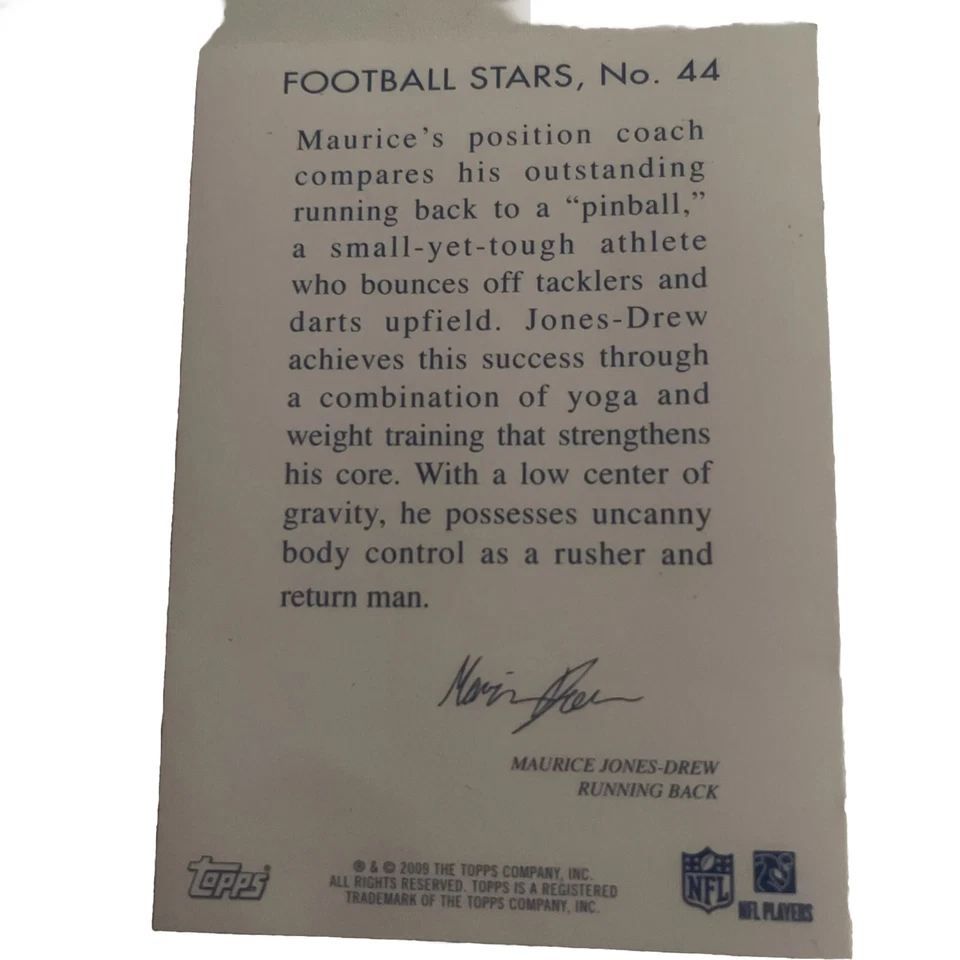 FOOTBALL STARS, No. 44
Maurice's position coach
compares his outstanding
running back to a “pinball,”
a small-yet-tough athlete
who bounces off tacklers and
darts upfield. Jones-Drew
achieves this success through
a combination of yoga and
weight training that strengthens
his core. With a low center of
gravity, he possesses uncanny
body control as a rusher and
return man.
MAURICE JONES-DREW
RUNNING BACK
Topps®
® & © 2009 THE TOPPS COMPANY, INC.
ALL RIGHTS RESERVED. TOPPS IS A REGISTERED
TRADEMARK OF THE TOPPS COMPANY, INC.
NFL
NFL PLAYERS